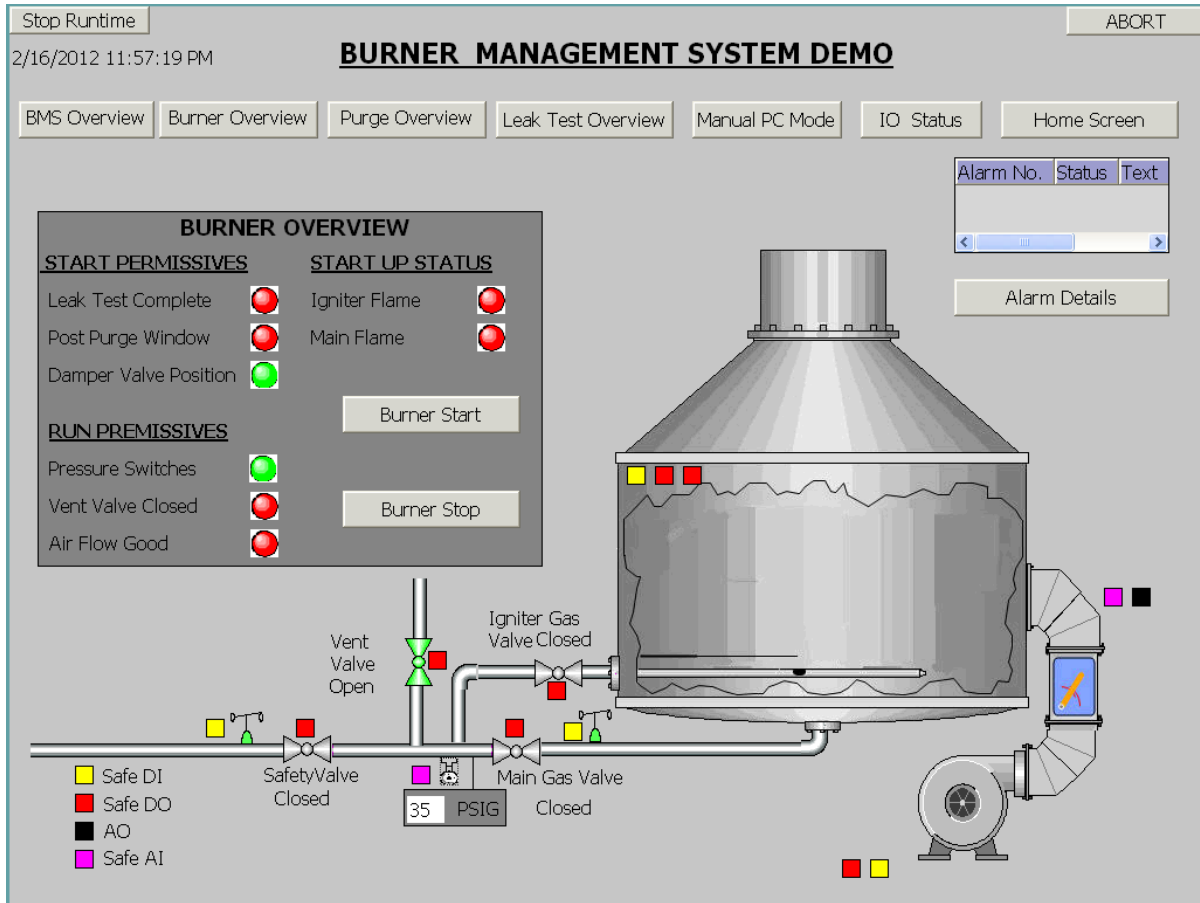 Stop Runtime
ABORT
2/16/2012 11:57:19 PM
BURNER MANAGEMENT SYSTEM DEMO
BMS Overview
Burner Overview
Purge Overview
Leak Test Overview
Manual PC Mode
IO Status
Home Screen
Alarm No. Status Text
Alarm Details
BURNER OVERVIEW
START PERMISSIVES
Leak Test Complete
Post Purge Window
Damper Valve Position
START UP STATUS
Igniter Flame
Main Flame
Burner Start
RUN PREMISSIVES
Pressure Switches
Vent Valve Closed
Air Flow Good
Burner Stop
Igniter Gas
Valve Closed
Vent
Valve
Open
SafetyValve
Closed
Main Gas Valve
Closed
35 PSIG
Safe DI
Safe DO
AO
Safe AI